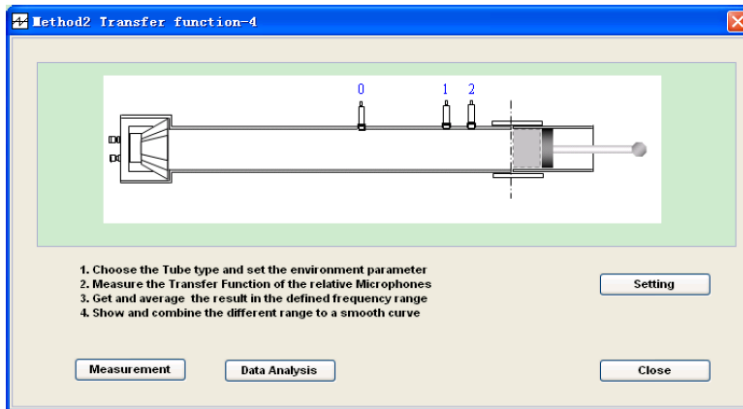 Method2 Transfer function-4
0 1 2
1. Choose the Tube type and set the environment parameter
2. Measure the Transfer Function of the relative Microphones
3. Get and average the result in the defined frequency range
4. Show and combine the different range to a smooth curve
Setting
Measurement Data Analysis Close